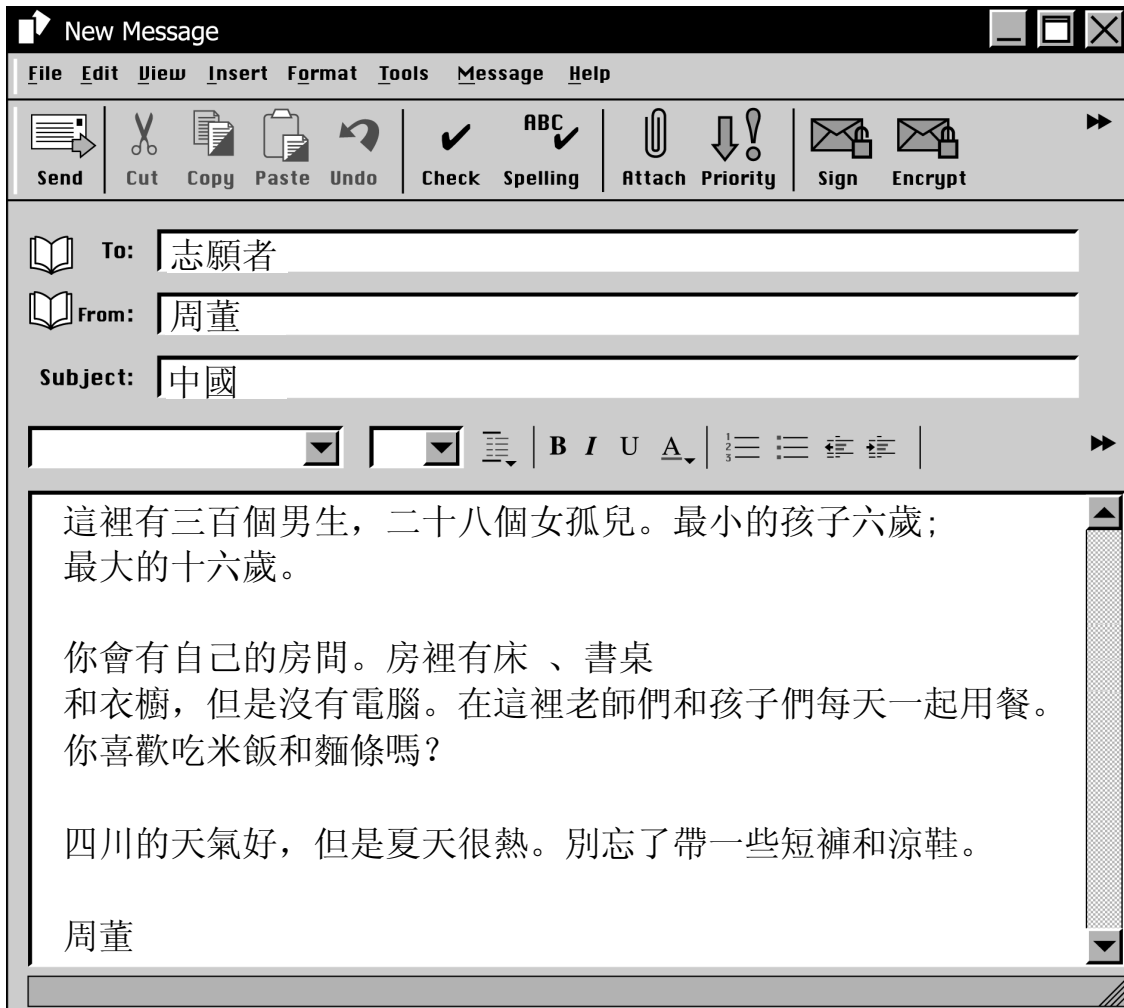 New Message
File Edit View Insert Format Tools Message Help
ABC
Send Cut Copy Paste Undo Check Spelling Attach Priority Sign Encrypt
To: 志願者
From: 周董
Subject: 中國
B I U A 1 2 3
這裡有三百個男生，二十八個女孤兒。最小的孩子六歲;
最大的十六歲。
你會有自己的房間。房裡有床 、書桌
和衣櫥，但是沒有電腦。在這裡老師們和孩子們每天一起用餐。
你喜歡吃米飯和麵條嗎？
四川的天氣好，但是夏天很熱。別忘了帶一些短褲和涼鞋。
周董